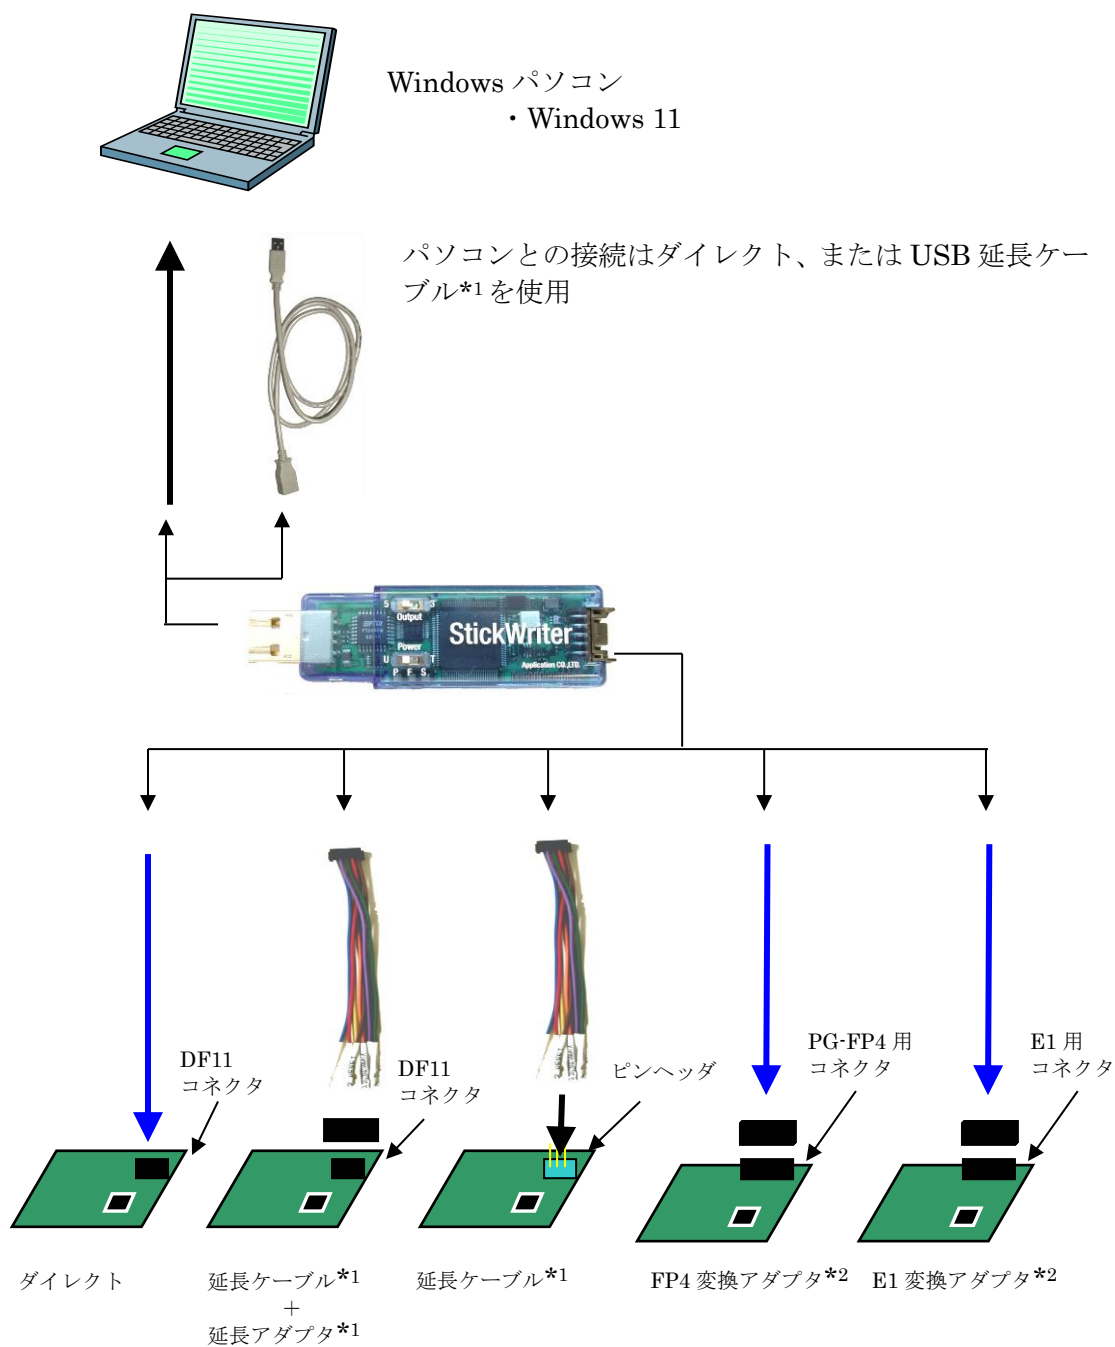 Windows パソコン
・Windows 11
パソコンとの接続はダイレクト、または USB 延長ケー
ブル*1 を使用
5 3
Output
Power
U T
P F S
StickWriter
Application CO.,LTD.
DF11
コネクタ
DF11
コネクタ
ピンヘッダ
PG-FP4 用
コネクタ
E1 用
コネクタ
ダイレクト
延長ケーブル*1
+
延長アダプタ*1
延長ケーブル*1
FP4 変換アダプタ*2
E1 変換アダプタ*2